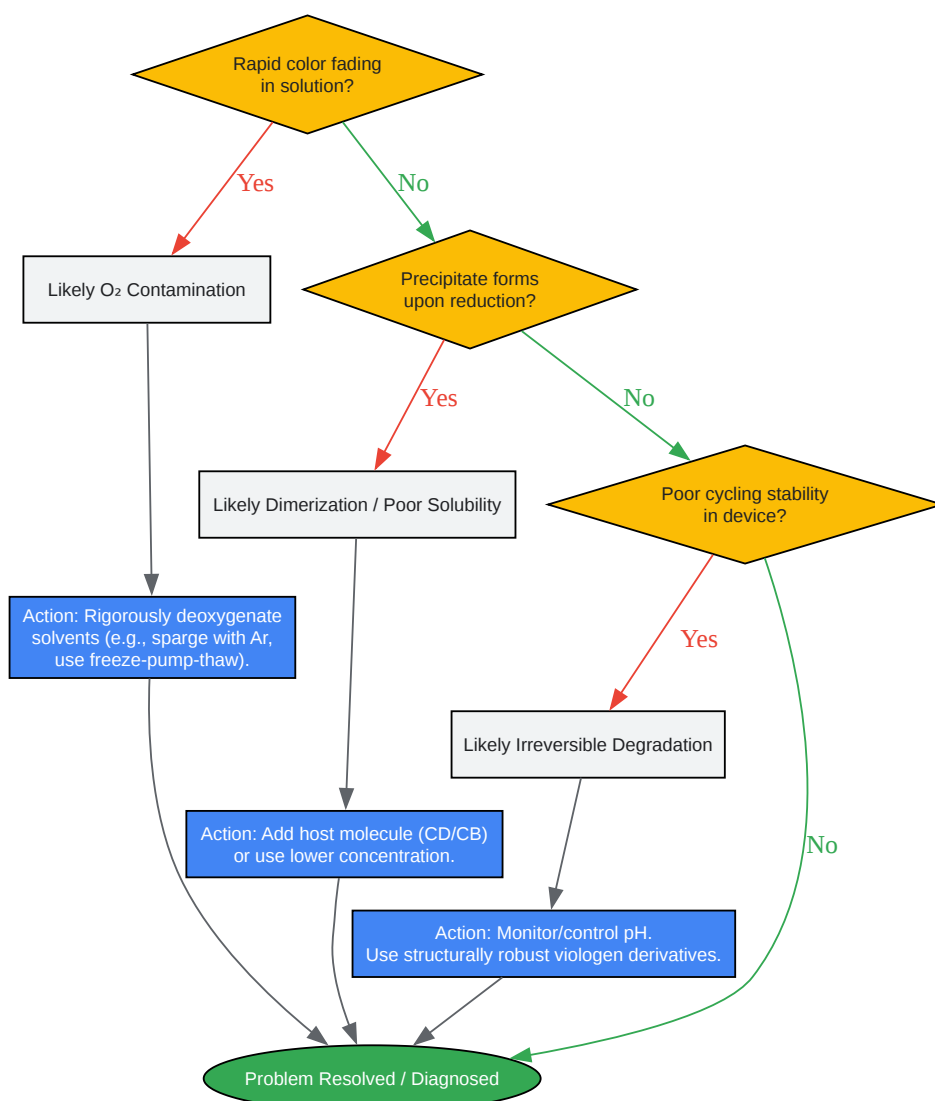 Rapid color fading
in solution?
Yes
No
Likely O₂ Contamination
Precipitate forms
upon reduction?
Yes
No
Likely Dimerization / Poor Solubility
Poor cycling stability
in device?
Action: Rigorously deoxygenate
solvents (e.g., sparge with Ar,
use freeze-pump-thaw).
Yes
Likely Irreversible Degradation
Action: Add host molecule (CD/CB)
or use lower concentration.
No
Action: Monitor/control pH.
Use structurally robust viologen derivatives.
Problem Resolved / Diagnosed